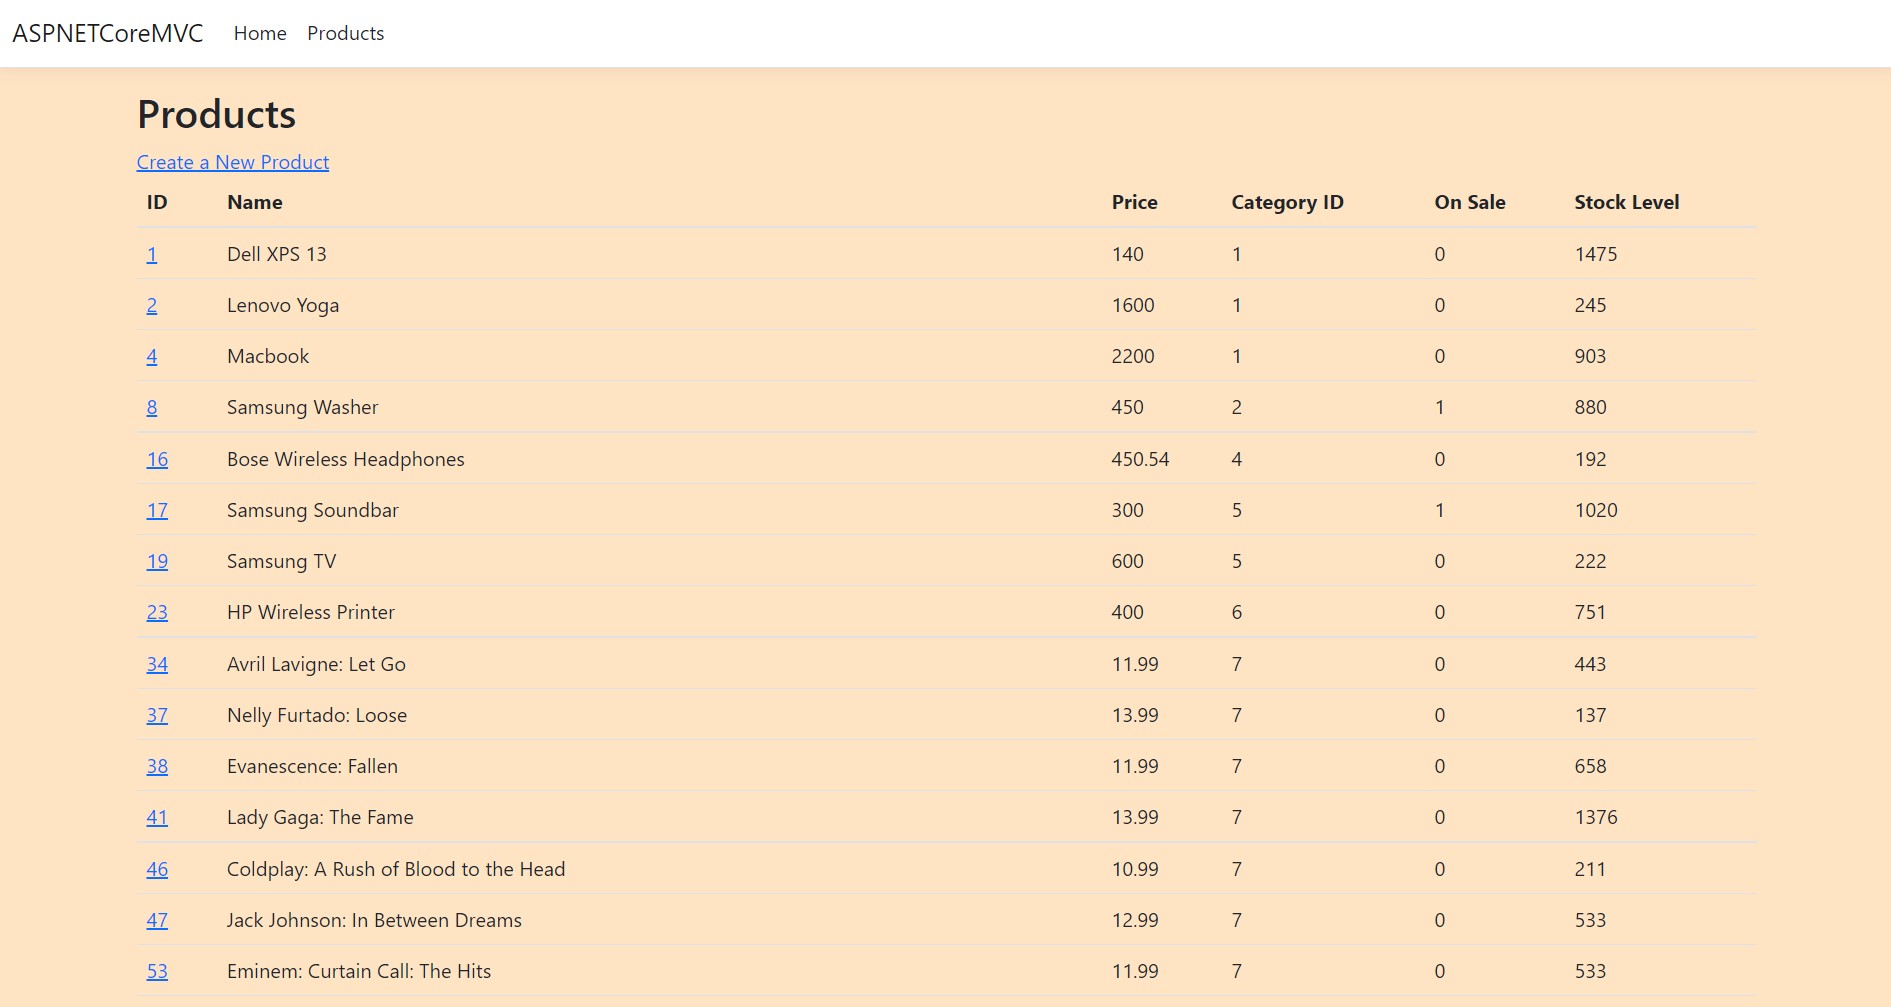 ASPNETCoreMVC Home Products
Products
Create a New Product
ID Name Price Category ID On Sale Stock Level
1 Dell XPS 13 140 1 0 1475
2 Lenovo Yoga 1600 1 0 245
4 Macbook 2200 1 0 903
8 Samsung Washer 450 2 1 880
16 Bose Wireless Headphones 450.54 4 0 192
17 Samsung Soundbar 300 5 1 1020
19 Samsung TV 600 5 0 222
23 HP Wireless Printer 400 6 0 751
34 Avril Lavigne: Let Go 11.99 7 0 443
37 Nelly Furtado: Loose 13.99 7 0 137
38 Evanescence: Fallen 11.99 7 0 658
41 Lady Gaga: The Fame 13.99 7 0 1376
46 Coldplay: A Rush of Blood to the Head 10.99 7 0 211
47 Jack Johnson: In Between Dreams 12.99 7 0 533
53 Eminem: Curtain Call: The Hits 11.99 7 0 533